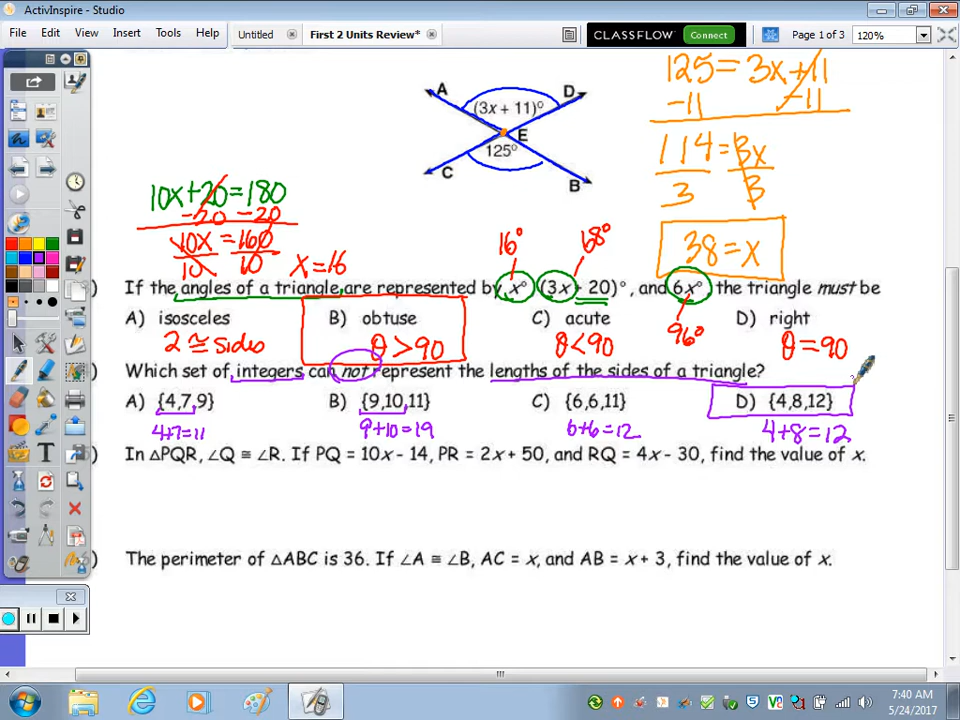 ActivInspire - Studio
File Edit View Insert Tools Help Untitled First 2 Units Review* CLASSFLOW Connect Page 1 of 3 120%
125 = 3x + 11
-11 -11
114 = 3x
3 3
38 = x
A D
(3x + 11)°
E
125°
C B
10x + 20 = 180
-20 -20
10x = 160
10 10
x = 16
16° 68°
) If the angles of a triangle are represented by x°, (3x + 20)°, and 6x°, the triangle must be
96°
A) isosceles B) obtuse C) acute D) right
2 ≅ sides θ > 90 θ < 90 θ = 90
) Which set of integers can not represent the lengths of the sides of a triangle?
A) {4,7,9} B) {9,10,11} C) {6,6,11} D) {4,8,12}
4+7=11 9+10=19 6+6=12 4+8=12
) In △PQR, ∠Q ≅ ∠R. If PQ = 10x - 14, PR = 2x + 50, and RQ = 4x - 30, find the value of x.
) The perimeter of △ABC is 36. If ∠A ≅ ∠B, AC = x, and AB = x + 3, find the value of x.
7:40 AM
5/24/2017